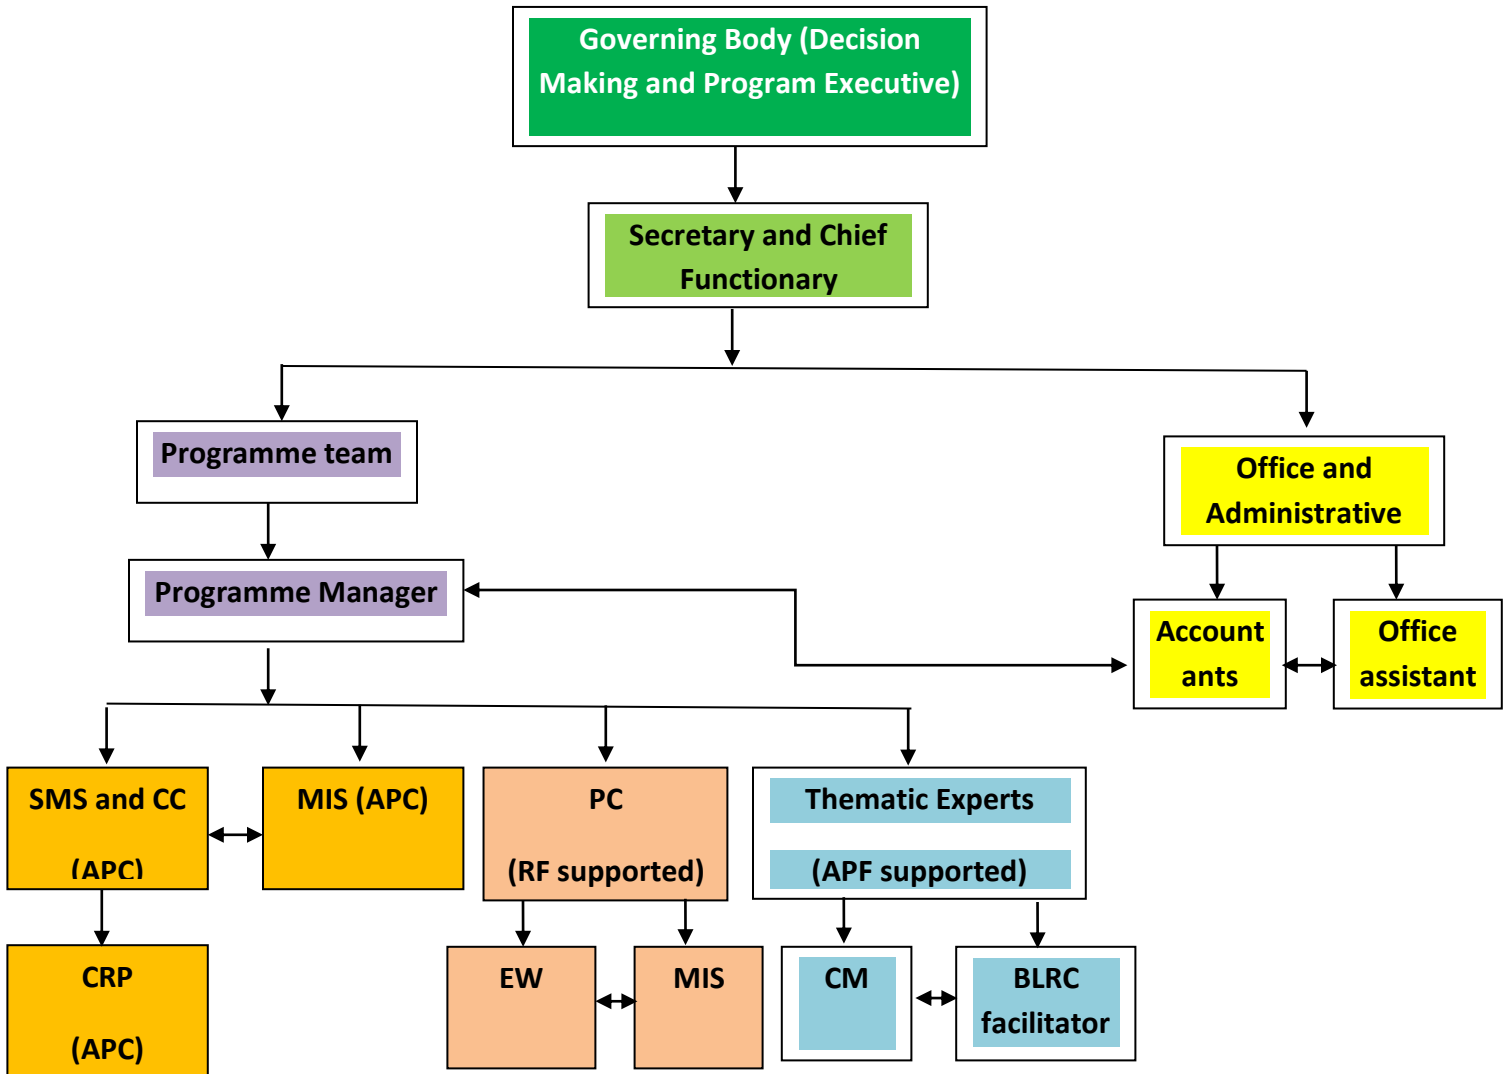 Governing Body (Decision
Making and Program Executive)
Secretary and Chief
Functionary
Programme team
Office and
Administrative
Programme Manager
Account
ants
Office
assistant
SMS and CC
(APC)
MIS (APC)
PC
(RF supported)
Thematic Experts
(APF supported)
CRP
(APC)
EW
MIS
CM
BLRC
facilitator